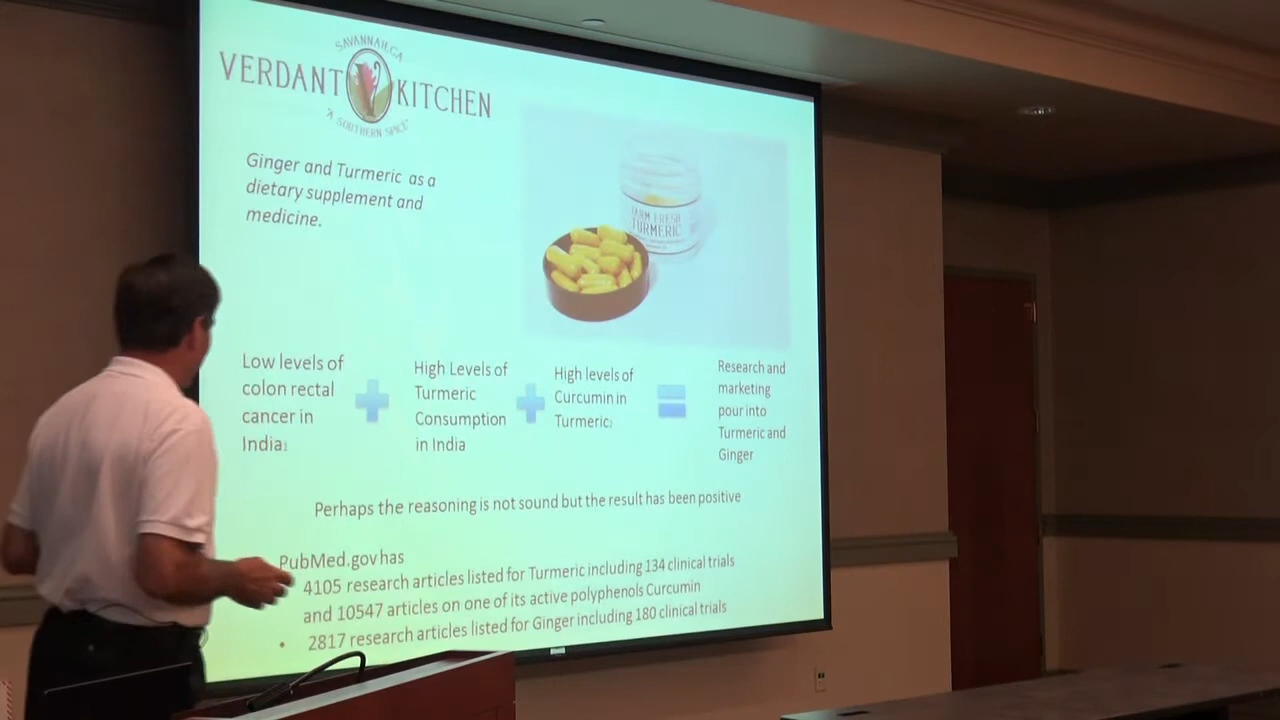 SAVANNAH, GA
VERDANT KITCHEN
"A SOUTHERN SPICE"
Ginger and Turmeric as a
dietary supplement and
medicine.
FARM FRESH
TURMERIC
Low levels of
colon rectal
cancer in
India1
High Levels of
Turmeric
Consumption
in India
High levels of
Curcumin in
Turmeric2
Research and
marketing
pour into
Turmeric and
Ginger
Perhaps the reasoning is not sound but the result has been positive
PubMed.gov has
4105 research articles listed for Turmeric including 134 clinical trials
and 10547 articles on one of its active polyphenols Curcumin
• 2817 research articles listed for Ginger including 180 clinical trials